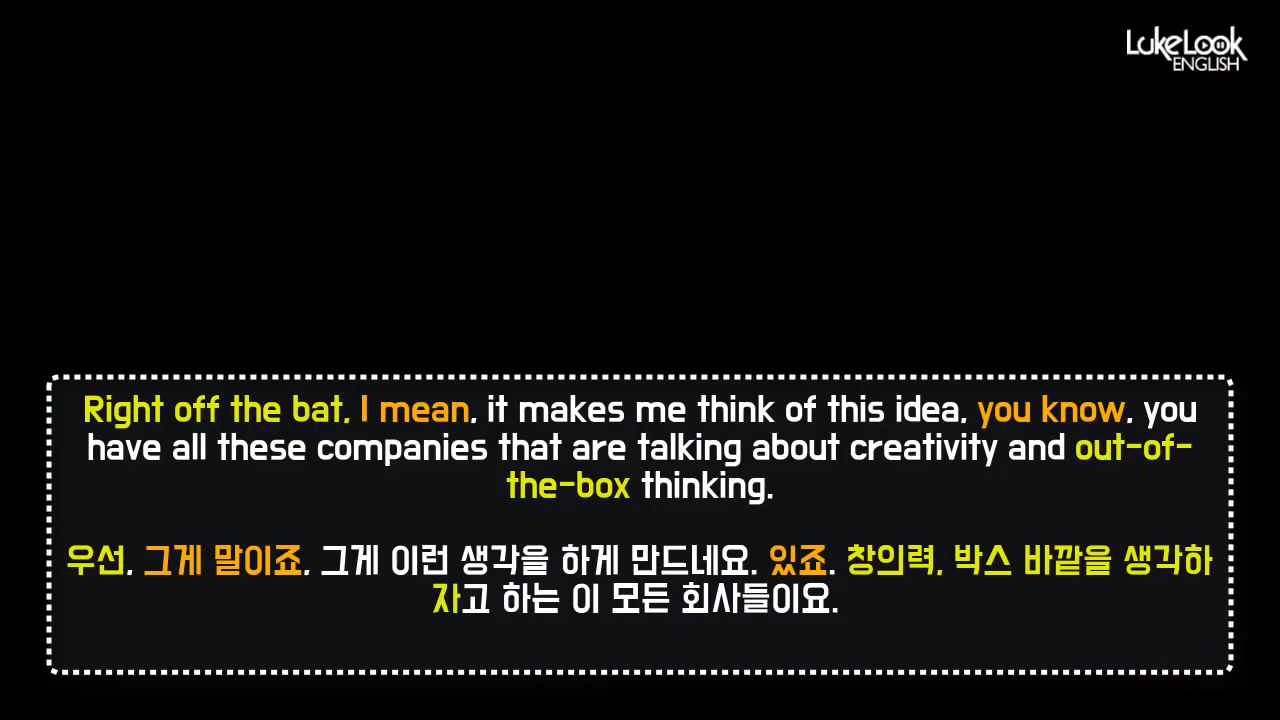 LukeLook
ENGLISH
Right off the bat, I mean, it makes me think of this idea, you know, you
have all these companies that are talking about creativity and out-of-
the-box thinking.
우선, 그게 말이죠, 그게 이런 생각을 하게 만드네요. 있죠. 창의력, 박스 바깥을 생각하
자고 하는 이 모든 회사들이요.